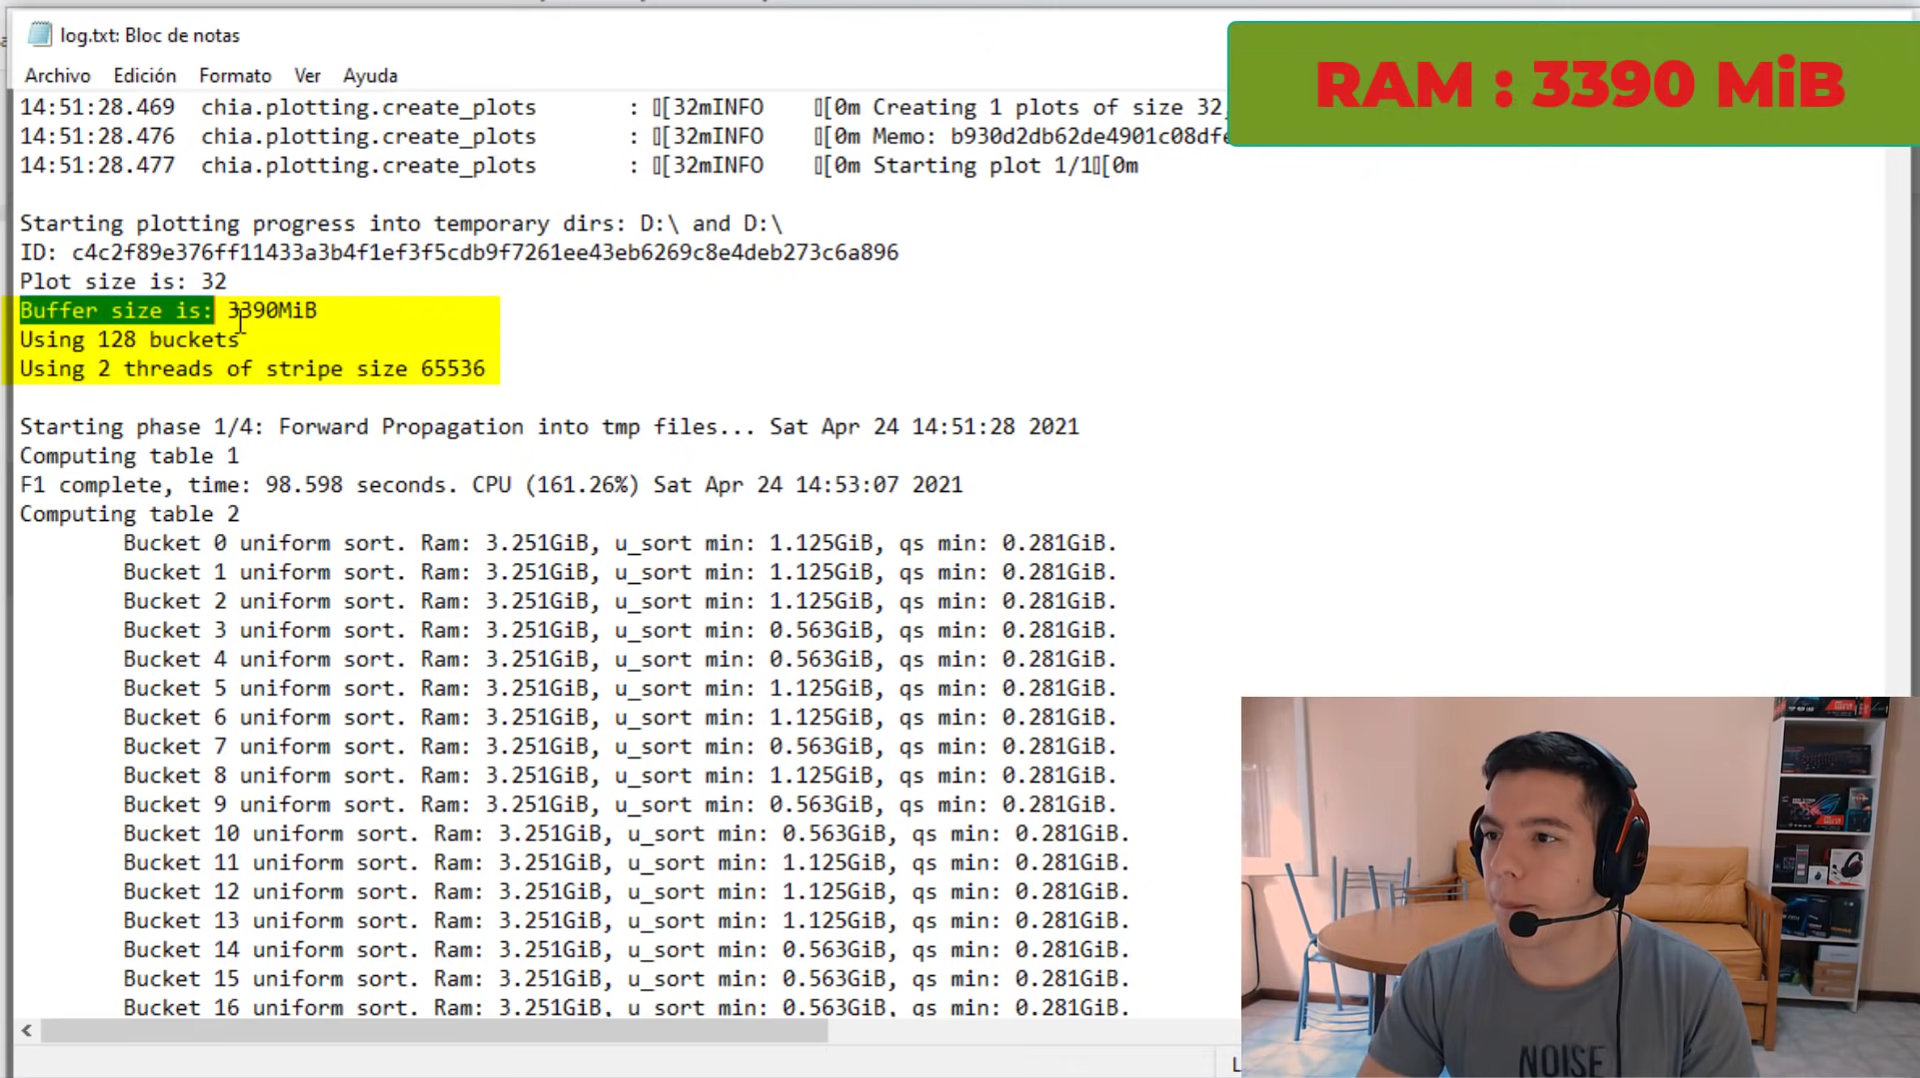 log.txt: Bloc de notas
Archivo Edición Formato Ver Ayuda
RAM : 3390 MiB
14:51:28.469 chia.plotting.create_plots : [32mINFO [0m Creating 1 plots of size 32,
14:51:28.476 chia.plotting.create_plots : [32mINFO [0m Memo: b930d2db62de4901c08dfe
14:51:28.477 chia.plotting.create_plots : [32mINFO [0m Starting plot 1/1[0m
Starting plotting progress into temporary dirs: D:\ and D:\
ID: c4c2f89e376ff11433a3b4f1ef3f5cdb9f7261ee43eb6269c8e4deb273c6a896
Plot size is: 32
Buffer size is: 3390MiB
Using 128 buckets
Using 2 threads of stripe size 65536
Starting phase 1/4: Forward Propagation into tmp files... Sat Apr 24 14:51:28 2021
Computing table 1
F1 complete, time: 98.598 seconds. CPU (161.26%) Sat Apr 24 14:53:07 2021
Computing table 2
Bucket 0 uniform sort. Ram: 3.251GiB, u_sort min: 1.125GiB, qs min: 0.281GiB.
Bucket 1 uniform sort. Ram: 3.251GiB, u_sort min: 1.125GiB, qs min: 0.281GiB.
Bucket 2 uniform sort. Ram: 3.251GiB, u_sort min: 1.125GiB, qs min: 0.281GiB.
Bucket 3 uniform sort. Ram: 3.251GiB, u_sort min: 0.563GiB, qs min: 0.281GiB.
Bucket 4 uniform sort. Ram: 3.251GiB, u_sort min: 0.563GiB, qs min: 0.281GiB.
Bucket 5 uniform sort. Ram: 3.251GiB, u_sort min: 1.125GiB, qs min: 0.281GiB.
Bucket 6 uniform sort. Ram: 3.251GiB, u_sort min: 1.125GiB, qs min: 0.281GiB.
Bucket 7 uniform sort. Ram: 3.251GiB, u_sort min: 0.563GiB, qs min: 0.281GiB.
Bucket 8 uniform sort. Ram: 3.251GiB, u_sort min: 1.125GiB, qs min: 0.281GiB.
Bucket 9 uniform sort. Ram: 3.251GiB, u_sort min: 0.563GiB, qs min: 0.281GiB.
Bucket 10 uniform sort. Ram: 3.251GiB, u_sort min: 0.563GiB, qs min: 0.281GiB.
Bucket 11 uniform sort. Ram: 3.251GiB, u_sort min: 1.125GiB, qs min: 0.281GiB.
Bucket 12 uniform sort. Ram: 3.251GiB, u_sort min: 1.125GiB, qs min: 0.281GiB.
Bucket 13 uniform sort. Ram: 3.251GiB, u_sort min: 1.125GiB, qs min: 0.281GiB.
Bucket 14 uniform sort. Ram: 3.251GiB, u_sort min: 0.563GiB, qs min: 0.281GiB.
Bucket 15 uniform sort. Ram: 3.251GiB, u_sort min: 0.563GiB, qs min: 0.281GiB.
Bucket 16 uniform sort. Ram: 3.251GiB, u sort min: 0.563GiB, qs min: 0.281GiB.
NOISE